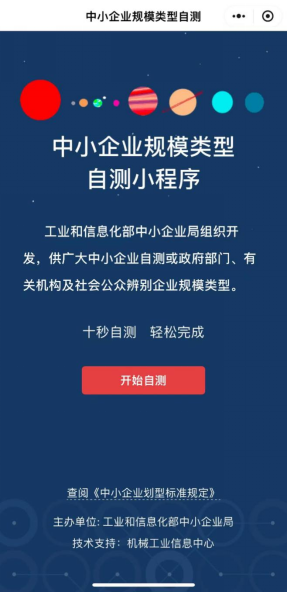 中小企业规模类型自测
中小企业规模类型
自测小程序
工业和信息化部中小企业局组织开
发，供广大中小企业自测或政府部门、有
关机构及社会公众辨别企业规模类型。
十秒自测 轻松完成
开始自测
查阅《中小企业划型标准规定》
主办单位: 工业和信息化部中小企业局
技术支持：机械工业信息中心